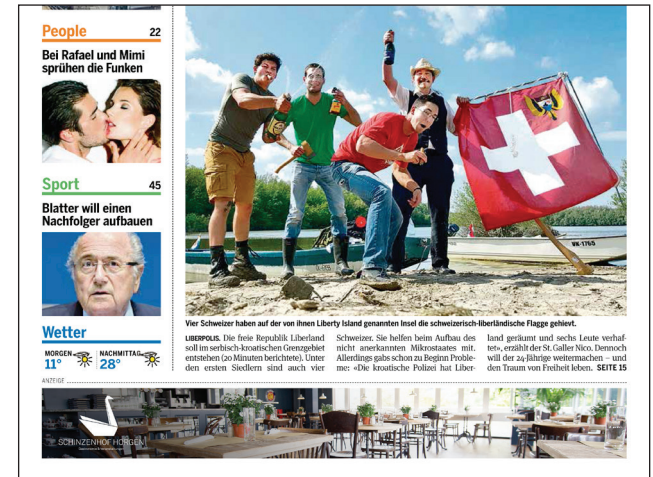 People 22
Bei Rafael und Mimi
sprühen die Funken
Sport 45
Blatter will einen
Nachfolger aufbauen
Wetter
MORGEN
11°
NACHMITTAG
28°
VN-1765
Vier Schweizer haben auf der von ihnen Liberty Island genannten Insel die schweizerisch-liberländische Flagge gehievt.
LIBERPOLIS. Die freie Republik Liberland
soll im serbisch-kroatischen Grenzgebiet
entstehen (20 Minuten berichtete). Unter
den ersten Siedlern sind auch vier
Schweizer. Sie helfen beim Aufbau des
nicht anerkannten Mikrostaates mit.
Allerdings gabs schon zu Beginn Proble-
me: «Die kroatische Polizei hat Liber-
land geräumt und sechs Leute verhaf-
tet», erzählt der St. Galler Nico. Dennoch
will der 24-Jährige weitermachen – und
den Traum von Freiheit leben. SEITE 15
ANZEIGE
SCHINZENHOF HORGEN